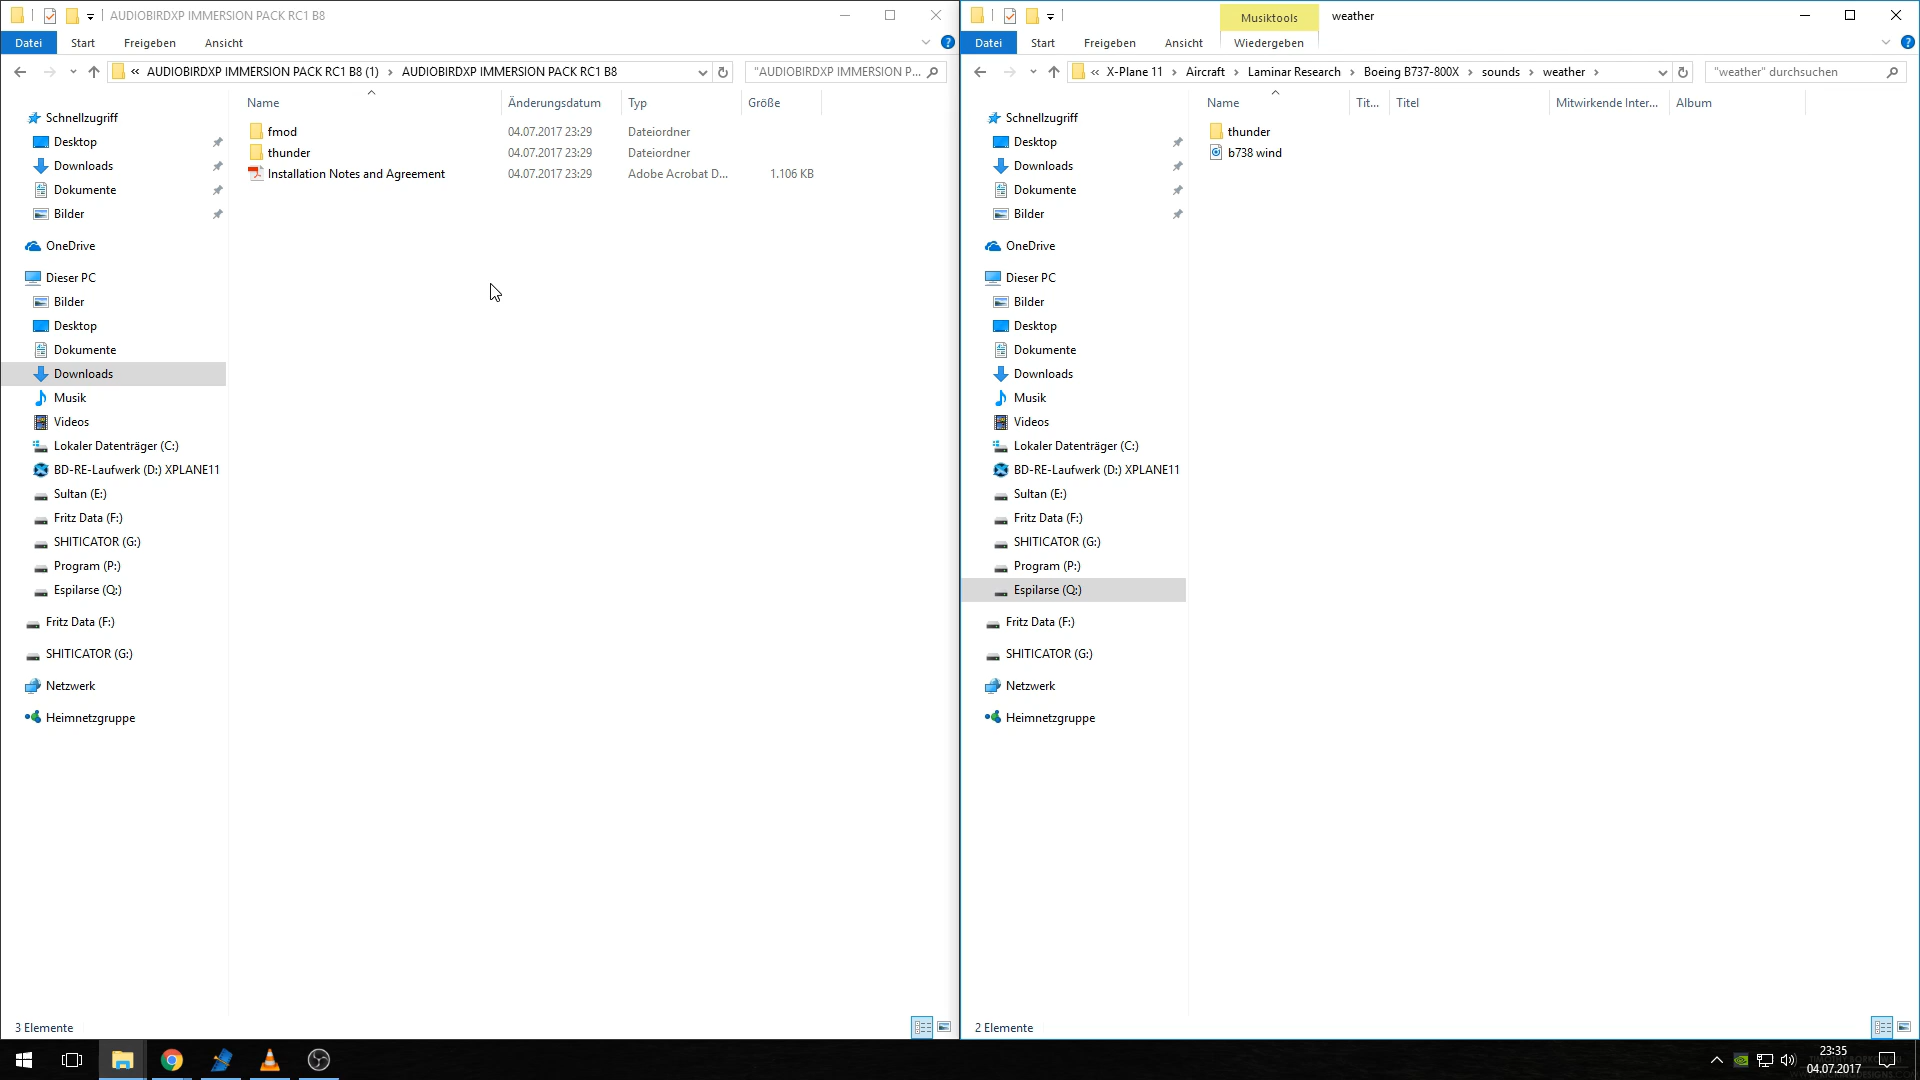 AUDIOBIRDXP IMMERSION PACK RC1 B8
Datei Start Freigeben Ansicht
« AUDIOBIRDXP IMMERSION PACK RC1 B8 (1) › AUDIOBIRDXP IMMERSION PACK RC1 B8
"AUDIOBIRDXP IMMERSION P...
Name Änderungsdatum Typ Größe
fmod 04.07.2017 23:29 Dateiordner
thunder 04.07.2017 23:29 Dateiordner
Installation Notes and Agreement 04.07.2017 23:29 Adobe Acrobat D... 1.106 KB
Schnellzugriff
Desktop
Downloads
Dokumente
Bilder
OneDrive
Dieser PC
Bilder
Desktop
Dokumente
Downloads
Musik
Videos
Lokaler Datenträger (C:)
BD-RE-Laufwerk (D:) XPLANE11
Sultan (E:)
Fritz Data (F:)
SHITICATOR (G:)
Program (P:)
Espilarse (Q:)
Fritz Data (F:)
SHITICATOR (G:)
Netzwerk
Heimnetzgruppe
3 Elemente
Musiktools weather
Datei Start Freigeben Ansicht Wiedergeben
« X-Plane 11 › Aircraft › Laminar Research › Boeing B737-800X › sounds › weather ›
"weather" durchsuchen
Name Tit... Titel Mitwirkende Inter... Album
thunder
b738 wind
Schnellzugriff
Desktop
Downloads
Dokumente
Bilder
OneDrive
Dieser PC
Bilder
Desktop
Dokumente
Downloads
Musik
Videos
Lokaler Datenträger (C:)
BD-RE-Laufwerk (D:) XPLANE11
Sultan (E:)
Fritz Data (F:)
SHITICATOR (G:)
Program (P:)
Espilarse (Q:)
Fritz Data (F:)
SHITICATOR (G:)
Netzwerk
Heimnetzgruppe
2 Elemente
23:35
04.07.2017